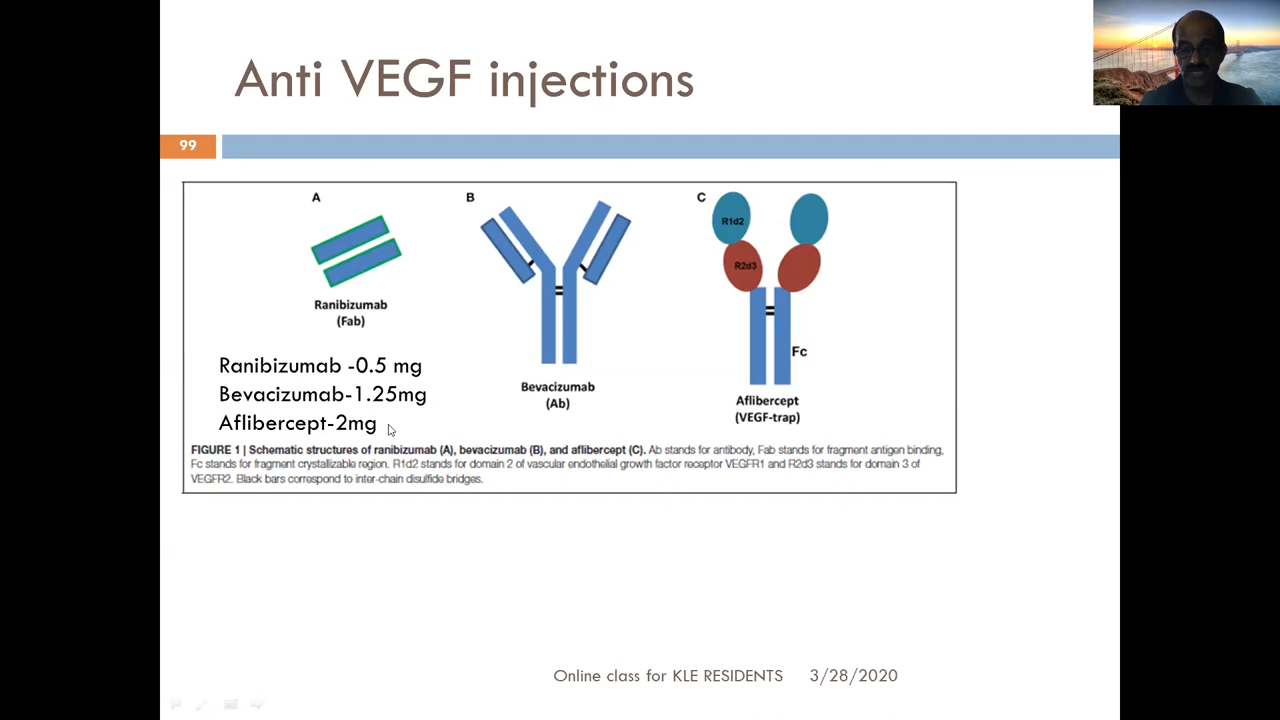 Anti VEGF injections
99
A
B
C
R1d2
R2d3
Ranibizumab
(Fab)
Fc
Ranibizumab -0.5 mg
Bevacizumab-1.25mg
Aflibercept-2mg
Bevacizumab
(Ab)
Aflibercept
(VEGF-trap)
FIGURE 1 | Schematic structures of ranibizumab (A), bevacizumab (B), and aflibercept (C). Ab stands for antibody, Fab stands for fragment antigen binding,
Fc stands for fragment crystallizable region. R1d2 stands for domain 2 of vascular endothelial growth factor receptor VEGFR1 and R2d3 stands for domain 3 of
VEGFR2. Black bars correspond to inter-chain disulfide bridges.
Online class for KLE RESIDENTS 3/28/2020